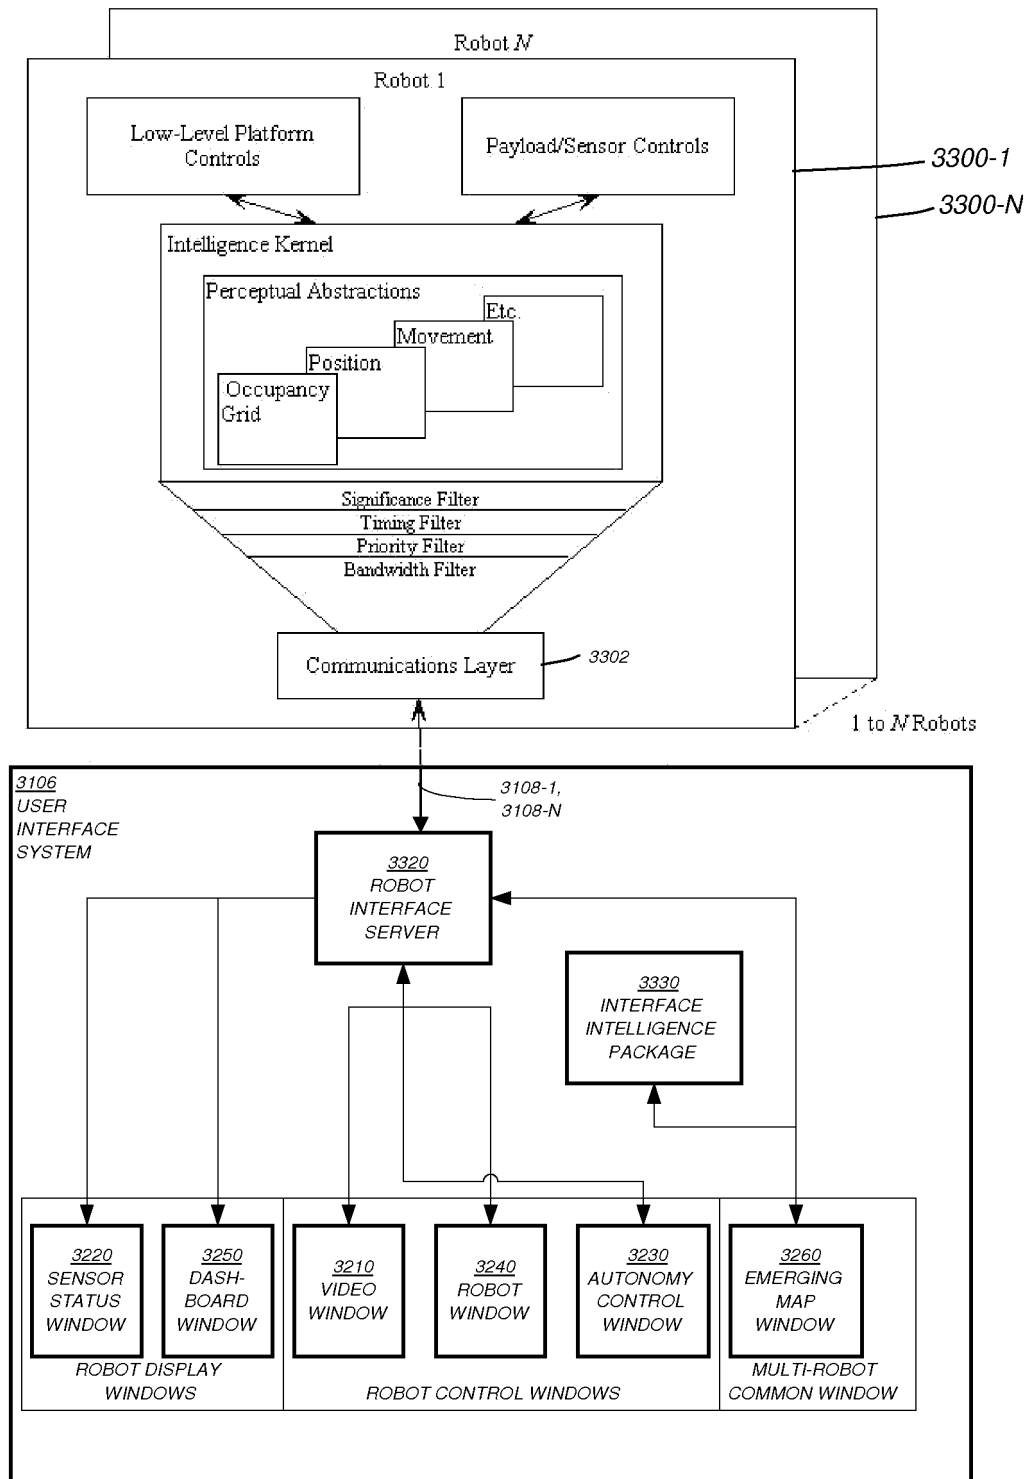 Robot N
Robot 1
Low-Level Platform
Controls
Payload/Sensor Controls
3300-1
3300-N
Intelligence Kernel
Perceptual Abstractions
Etc.
Movement
Position
Occupancy
Grid
Significance Filter
Timing Filter
Priority Filter
Bandwidth Filter
Communications Layer
3302
1 to N Robots
3106
USER
INTERFACE
SYSTEM
3108-1,
3108-N
3320
ROBOT
INTERFACE
SERVER
3330
INTERFACE
INTELLIGENCE
PACKAGE
3220
SENSOR
STATUS
WINDOW
3250
DASH-
BOARD
WINDOW
3210
VIDEO
WINDOW
3240
ROBOT
WINDOW
3230
AUTONOMY
CONTROL
WINDOW
3260
EMERGING
MAP
WINDOW
ROBOT DISPLAY
WINDOWS
ROBOT CONTROL WINDOWS
MULTI-ROBOT
COMMON WINDOW